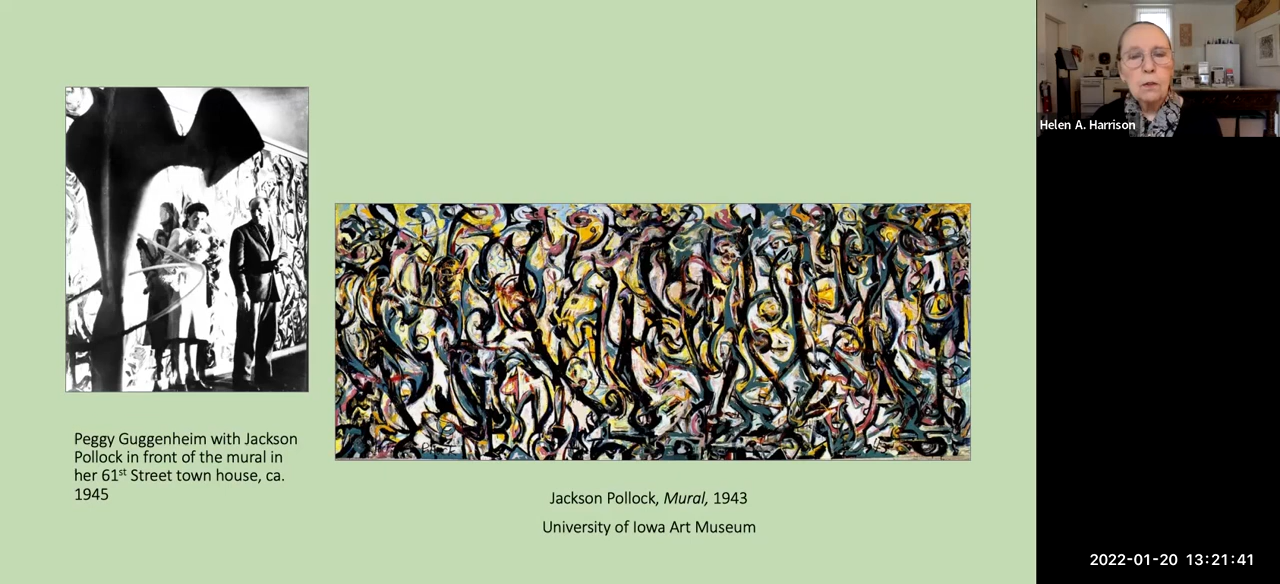 Helen A. Harrison
Peggy Guggenheim with Jackson
Pollock in front of the mural in
her 61st Street town house, ca.
1945
Jackson Pollock, Mural, 1943
University of Iowa Art Museum
2022-01-20 13:21:41